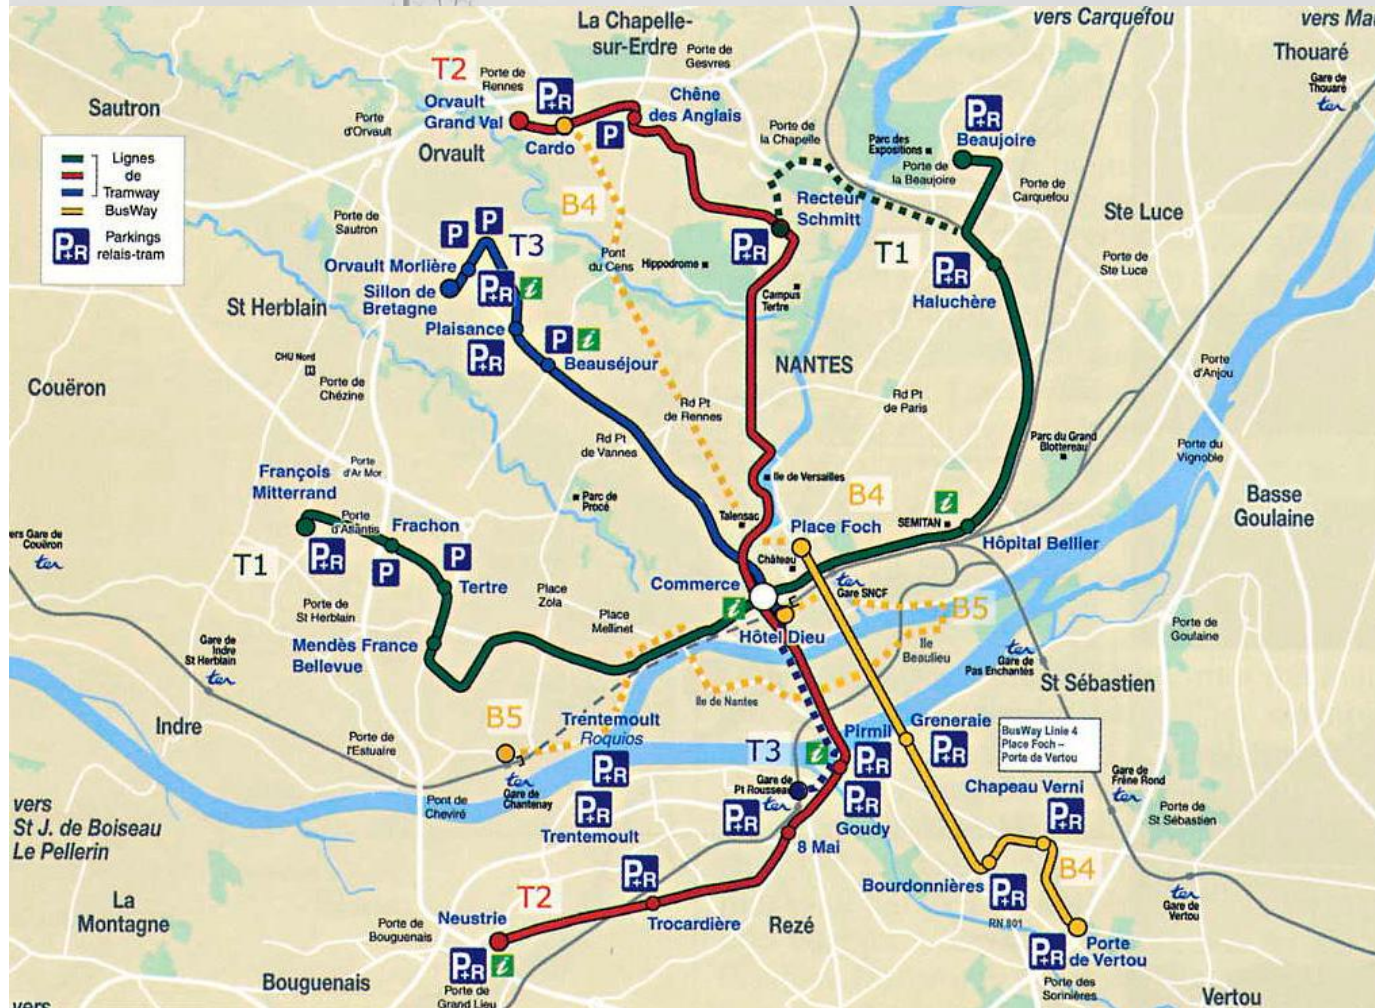 La Chapelle-
sur-Erdre
vers Carquefou
vers Mau
Thouaré
Gare de
Thouaré
ter
Porte de
Gesvres
T2
Porte de
Rennes
Orvault
Grand Val
P+R
Cardo
P
Chêne
des Anglais
Sautron
Porte
d'Orvault
Orvault
Lignes
de
Tramway
BusWay
P+R
Parkings
relais-tram
Porte de
la Chapelle
Parc des
Expositions
Porte de
la Beaujoire
P+R
Beaujoire
Porte de
Carquefou
Ste Luce
Porte de
Ste Luce
Recteur
Schmitt
P+R
T1
P+R
Haluchère
B4
Porte de
Sautron
P
P
T3
Orvault Morlière
Sillon de
Bretagne
P+R
i
Plaisance
P+R
P
i
Beauséjour
Pont
du Cens
Hippodrome
Campus
Tertre
St Herblain
CHU Nord
H
Porte de
Chézine
Couëron
NANTES
Rd Pt
de Paris
Rd Pt
de Rennes
Rd Pt
de Vannes
Porte
d'Anjou
Parc du Grand
Blottereau
Porte du
Vignoble
Basse
Goulaine
François
Mitterrand
Porte
d'Ar Mor
Porte
d'Atlantis
Frachon
P+R
P
P
T1
Tertre
Parc de
Procé
Ile de Versailles
Talensac
B4
Place Foch
i
SEMITAN
Hôpital Bellier
Château
Commerce
i
ter
Gare SNCF
B5
Hôtel Dieu
ers Gare de
Couëron
ter
Porte de
St Herblain
Gare de
Indre
St Herblain
ter
Mendès France
Bellevue
Place
Zola
Place
Mellinet
Ile
Beaulieu
Gare de
Pas Enchantés
ter
Porte de
Goulaine
St Sébastien
Ile de Nantes
Indre
Porte de
l'Estuaire
B5
Trentemoult
Roquios
P+R
P+R
Trentemoult
ter
Gare de
Chantenay
Pont de
Cheviré
T3
i
Pirmil
P+R
P+R
Goudy
Gare de
Pt Rousseau
ter
P+R
8 Mai
Greneraie
P+R
BusWay Linie 4
Place Foch –
Porte de Vertou
Chapeau Verni
P+R
Gare de
Frêne Rond
ter
Porte de
St Sébastien
B4
Bourdonnières
P+R
RN 801
ter
Gare de
Vertou
Porte
de Vertou
P+R
Porte des
Sorinières
Vertou
vers
St J. de Boiseau
Le Pellerin
La
Montagne
Porte de
Bouguenais
Neustrie
P+R
i
Porte de
Grand Lieu
T2
P+R
Trocardière
Rezé
Bouguenais
vers